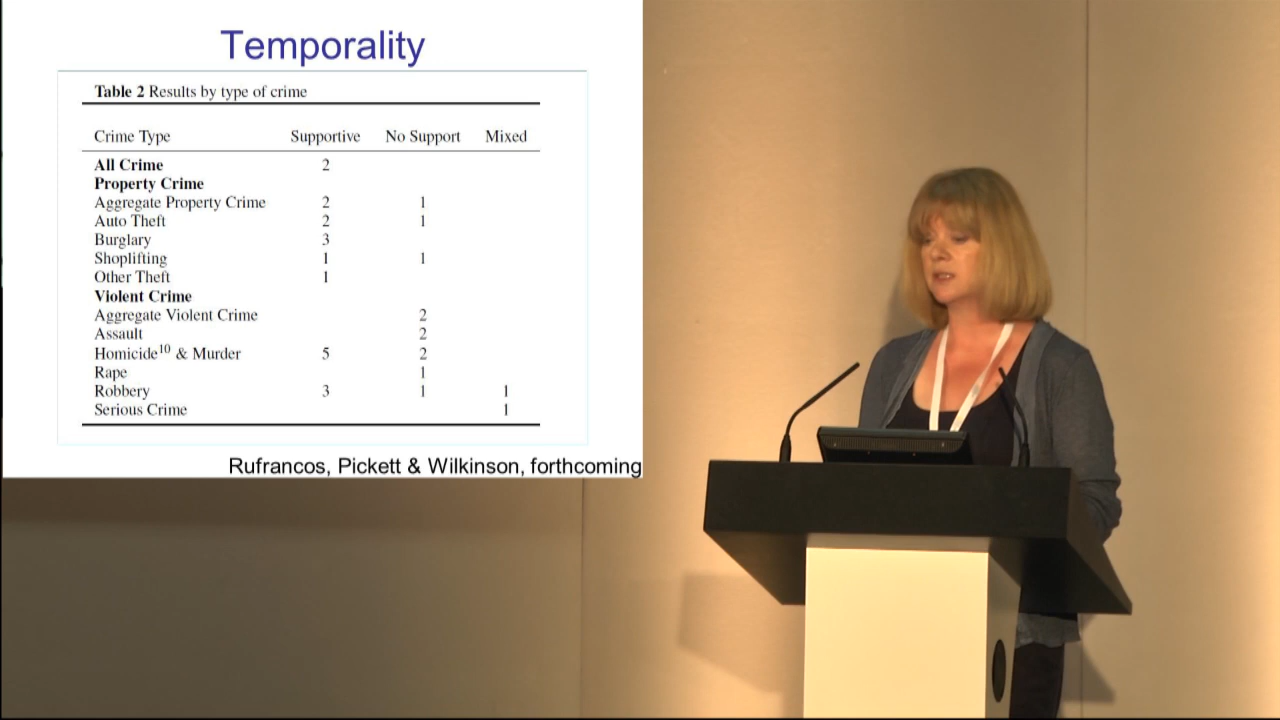 Temporality
Table 2 Results by type of crime
Crime Type Supportive No Support Mixed
All Crime 2
Property Crime
Aggregate Property Crime 2 1
Auto Theft 2 1
Burglary 3
Shoplifting 1 1
Other Theft 1
Violent Crime
Aggregate Violent Crime 2
Assault 2
Homicide¹⁰ & Murder 5 2
Rape 1
Robbery 3 1 1
Serious Crime 1
Rufrancos, Pickett & Wilkinson, forthcoming